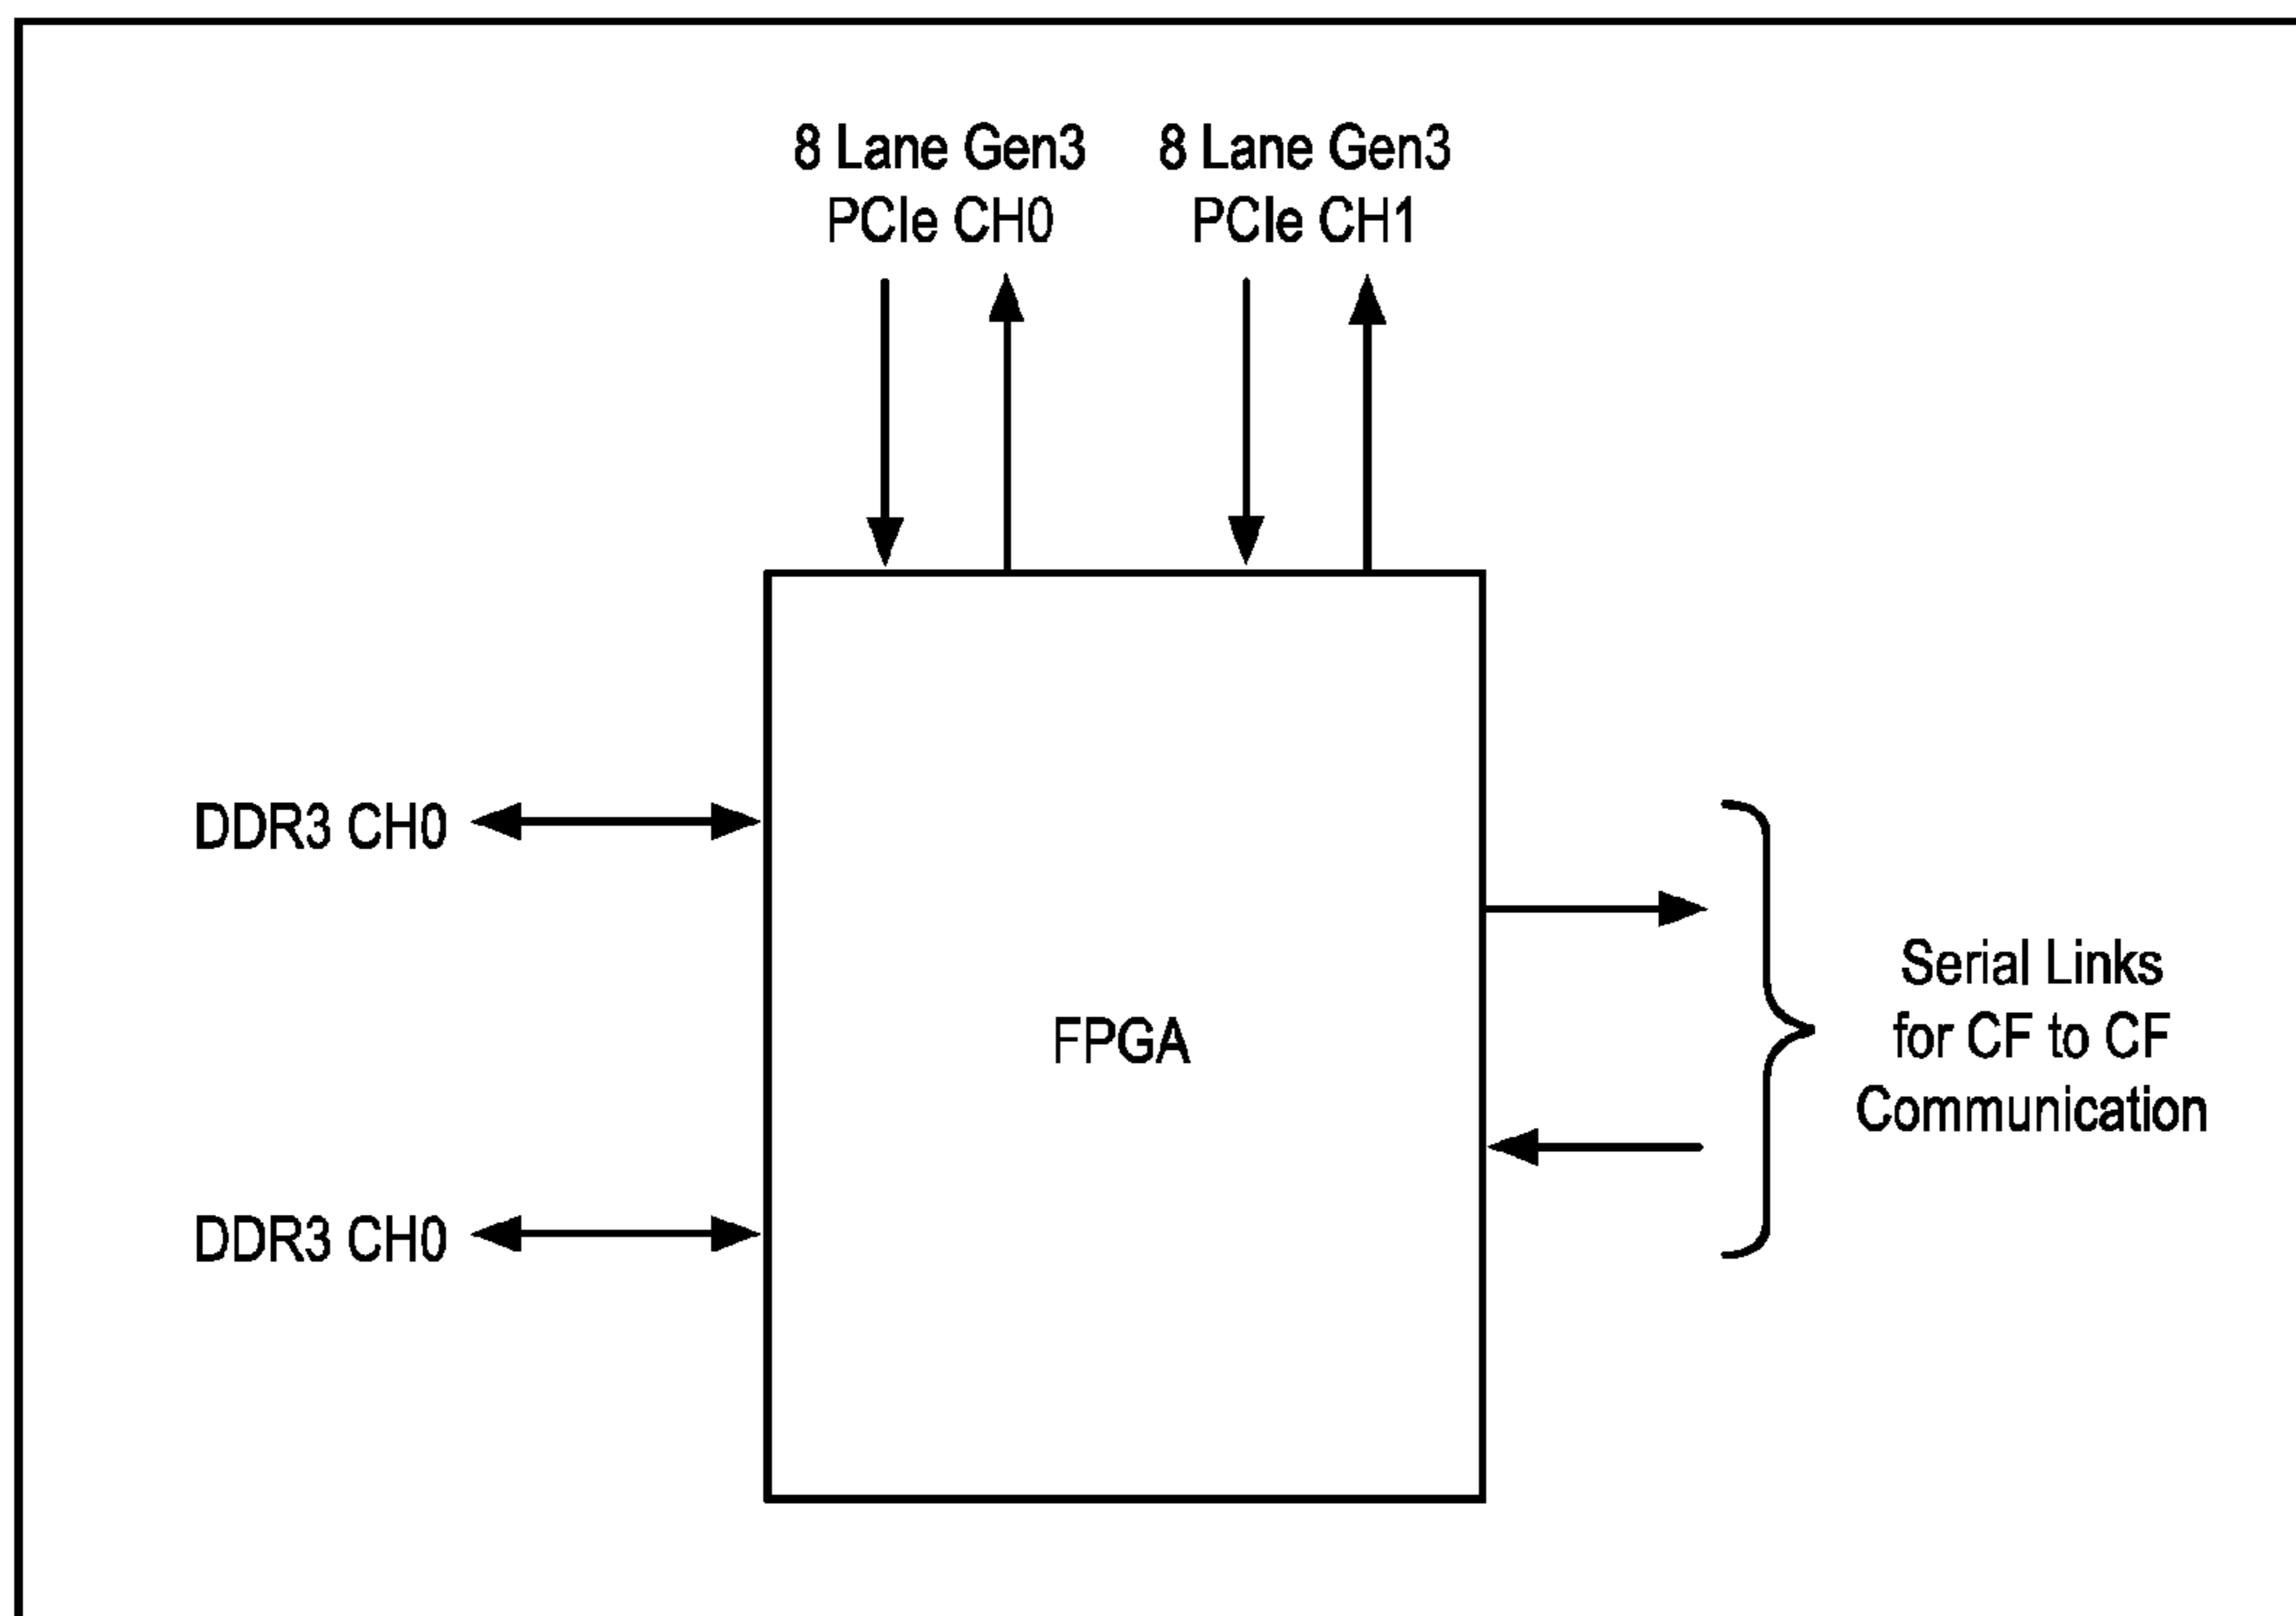 8 Lane Gen3
PCIe CH0
8 Lane Gen3
PCIe CH1
DDR3 CH0
FPGA
Serial Links
for CF to CF
Communication
DDR3 CH0